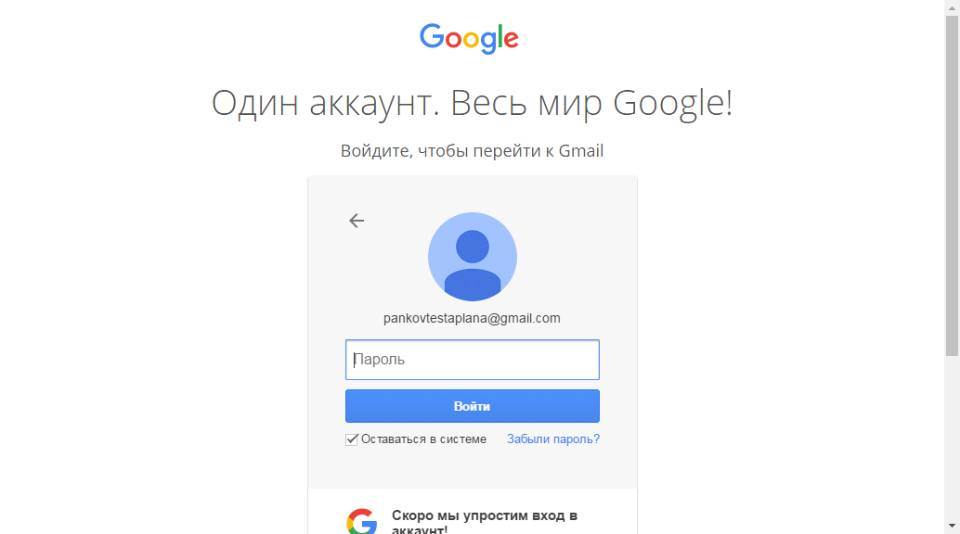 Google
Один аккаунт. Весь мир Google!
Войдите, чтобы перейти к Gmail
pankovtestaplana@gmail.com
Пароль
Войти
Оставаться в системе Забыли пароль?
Скоро мы упростим вход в
аккаунт!